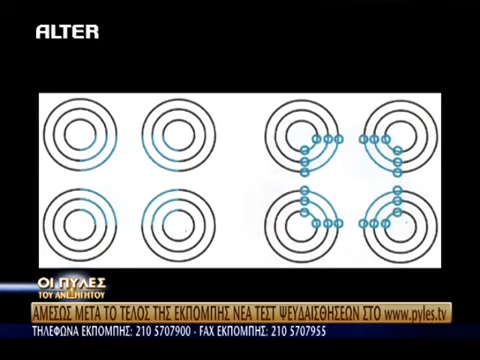 ALTER
ΟΙ ΠΥΛΕΣ
ΤΟΥ ΑΝΕΞΗΓΗΤΟΥ
ΑΜΕΣΩΣ ΜΕΤΑ ΤΟ ΤΕΛΟΣ ΤΗΣ ΕΚΠΟΜΠΗΣ ΝΕΑ ΤΕΣΤ ΨΕΥΔΑΙΣΘΗΣΕΩΝ ΣΤΟ www.pyles.tv
ΤΗΛΕΦΩΝΑ ΕΚΠΟΜΠΗΣ: 210 5707900 - FAX ΕΚΠΟΜΠΗΣ: 210 5707955